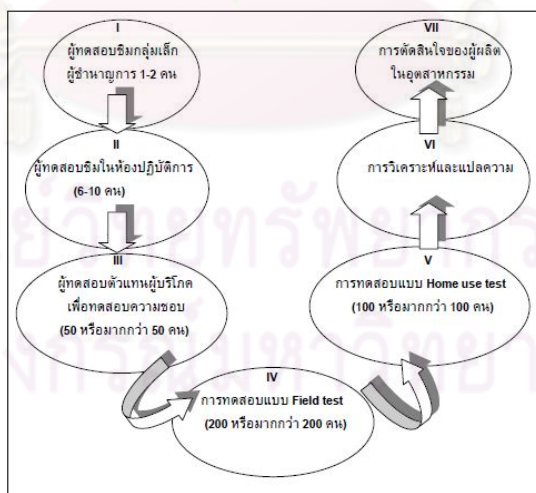 I
ผู้ทดสอบชิมกลุ่มเล็ก
ผู้ชำนาญการ 1-2 คน
II
ผู้ทดสอบชิมในห้องปฏิบัติการ
(6-10 คน)
III
ผู้ทดสอบตัวแทนผู้บริโภค
เพื่อทดสอบความชอบ
(50 หรือมากกว่า 50 คน)
IV
การทดสอบแบบ Field test
(200 หรือมากกว่า 200 คน)
V
การทดสอบแบบ Home use test
(100 หรือมากกว่า 100 คน)
VI
การวิเคราะห์และแปลความ
VII
การตัดสินใจของผู้ผลิต
ในอุตสาหกรรม